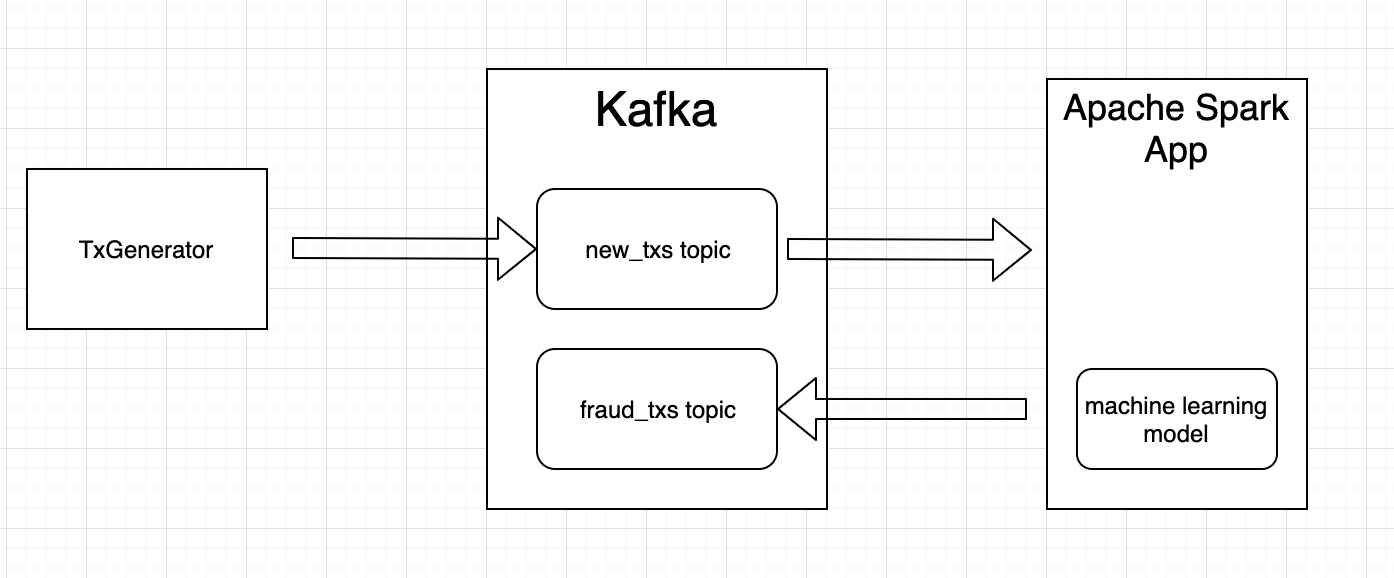 Kafka
Apache Spark
App
TxGenerator
new_txs topic
fraud_txs topic
machine learning
model